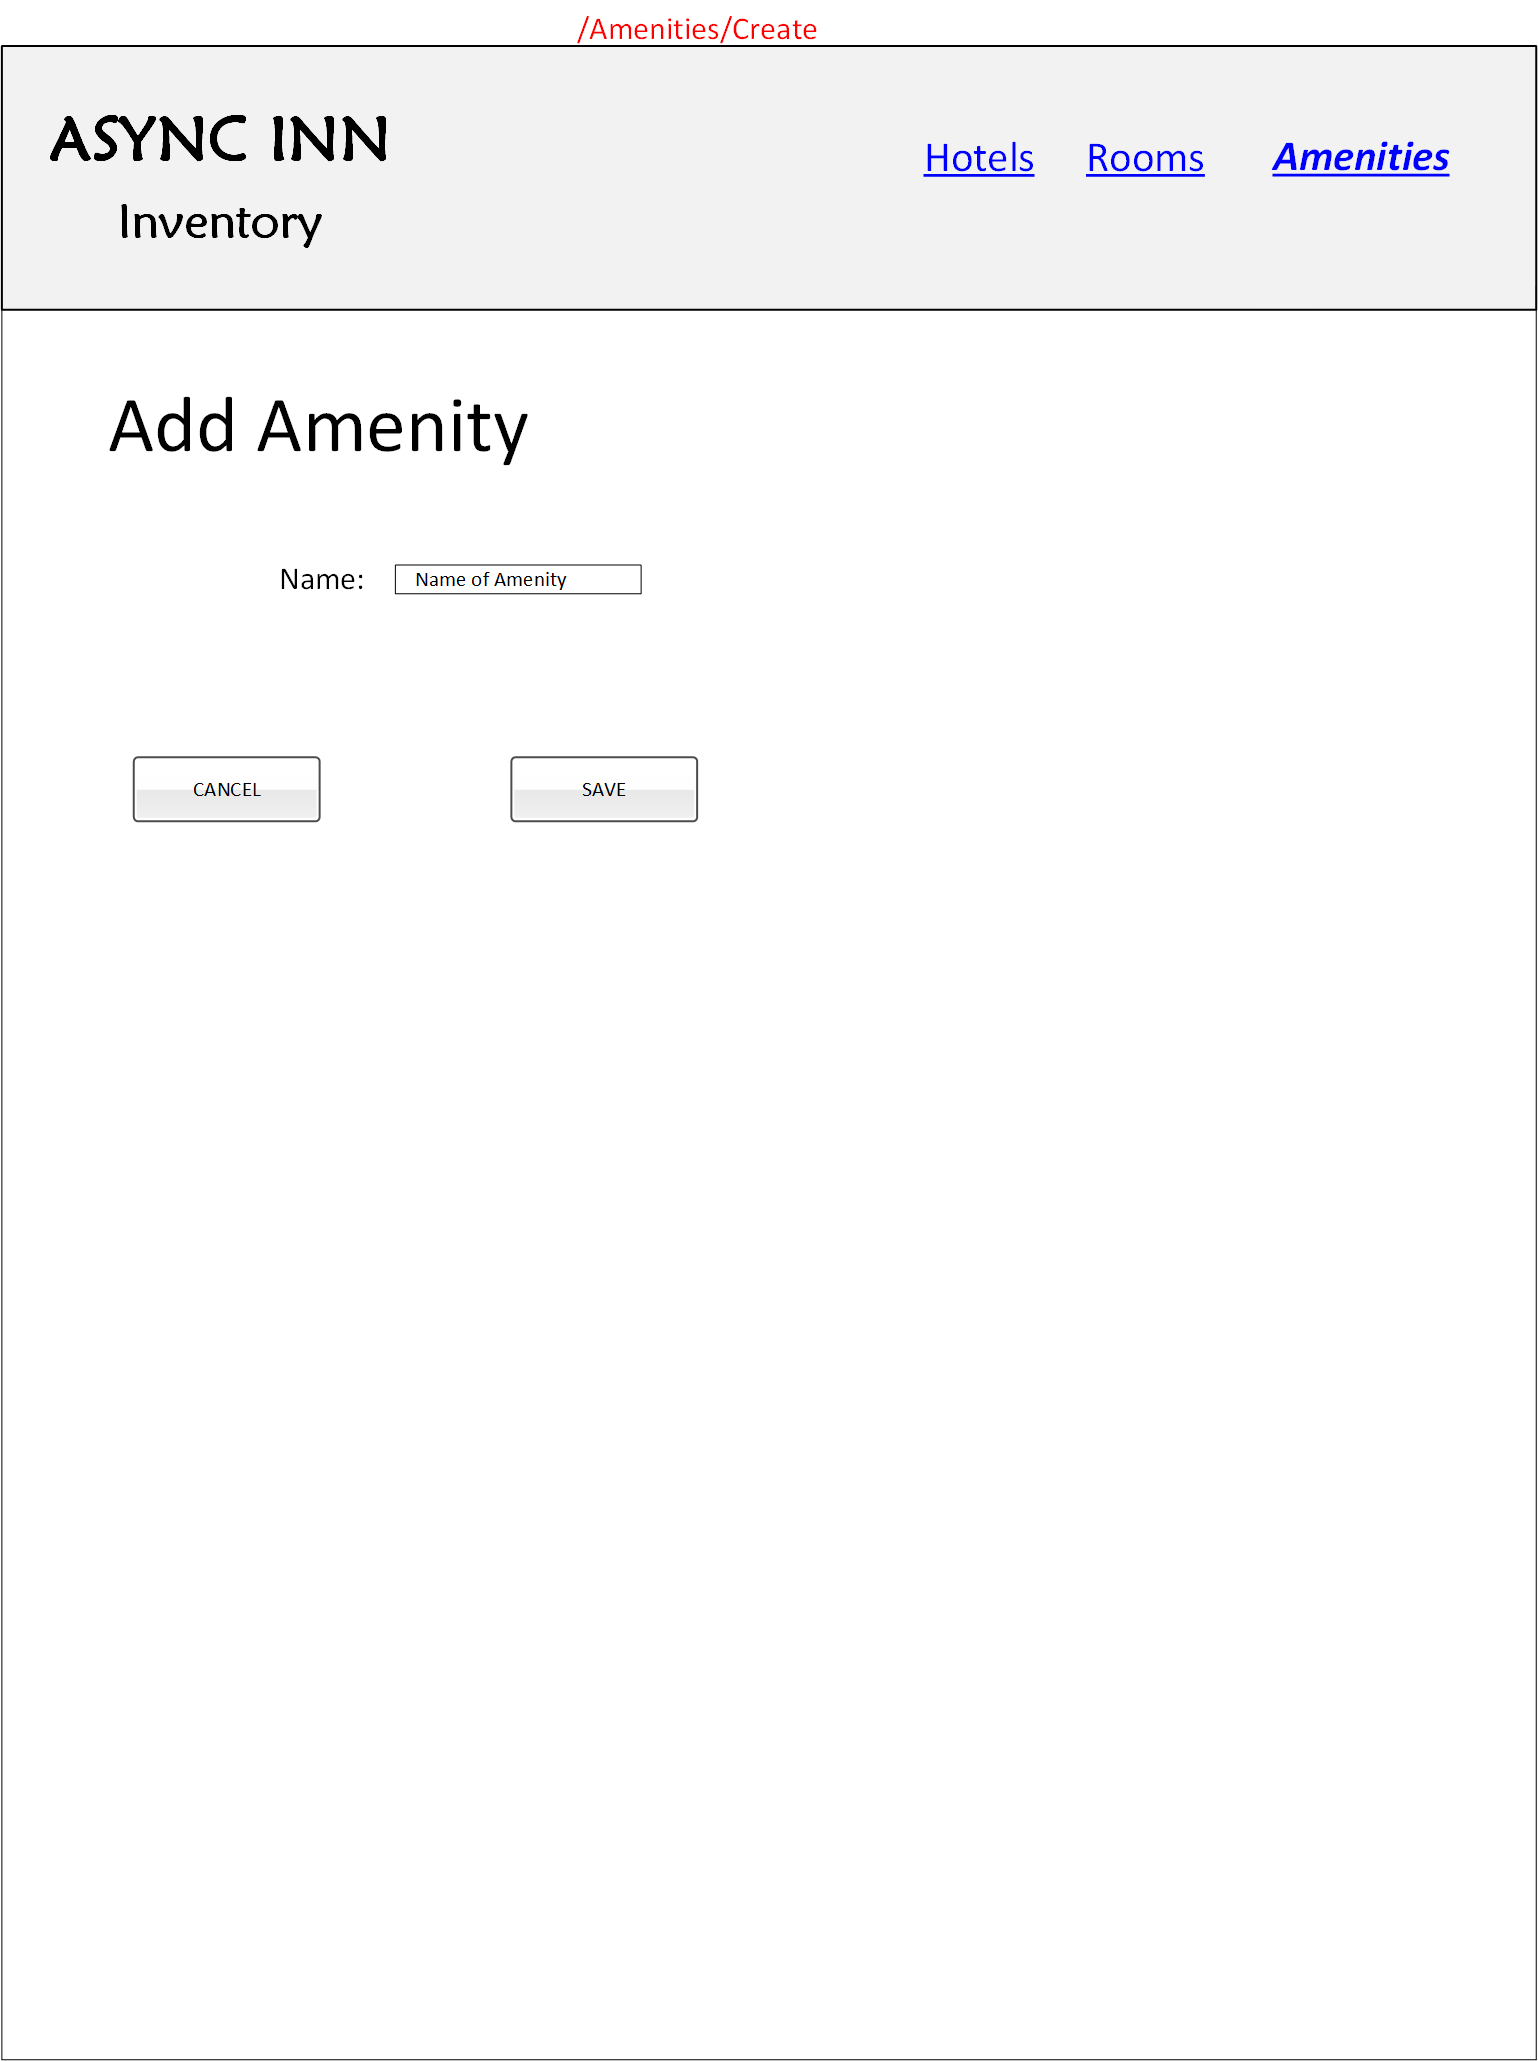 /Amenities/Create
ASYNC INN
Inventory
Hotels Rooms Amenities
Add Amenity
Name: Name of Amenity
CANCEL SAVE